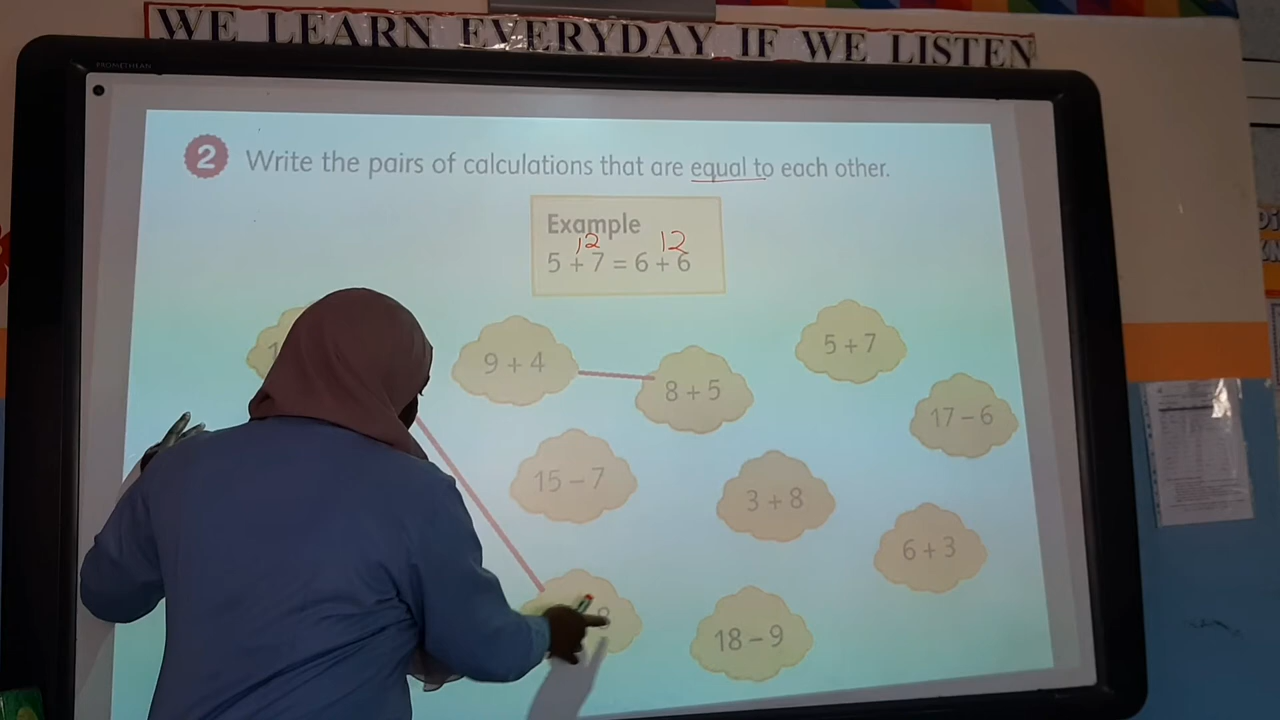 WE LEARN EVERYDAY IF WE LISTEN
PROMETHEAN
2 Write the pairs of calculations that are equal to each other.
Example
12 12
5 + 7 = 6 + 6
9 + 4
8 + 5
5 + 7
17 – 6
15 – 7
3 + 8
6 + 3
18 – 9